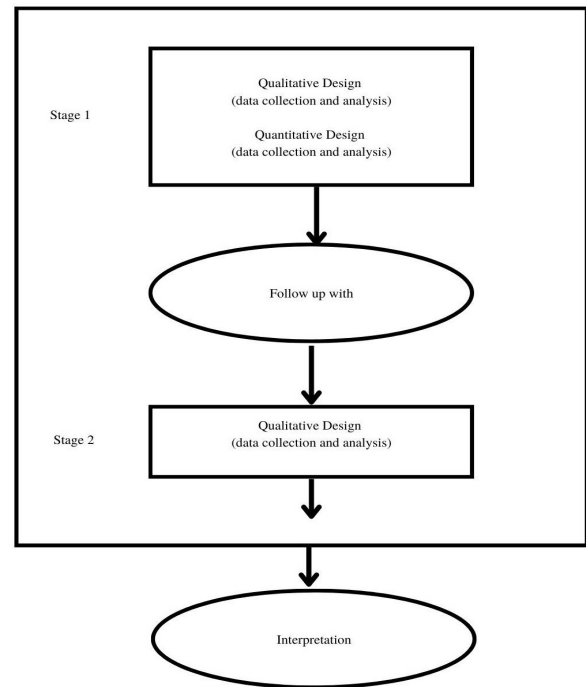 Stage 1
Qualitative Design
(data collection and analysis)
Quantitative Design
(data collection and analysis)
Follow up with
Stage 2
Qualitative Design
(data collection and analysis)
Interpretation